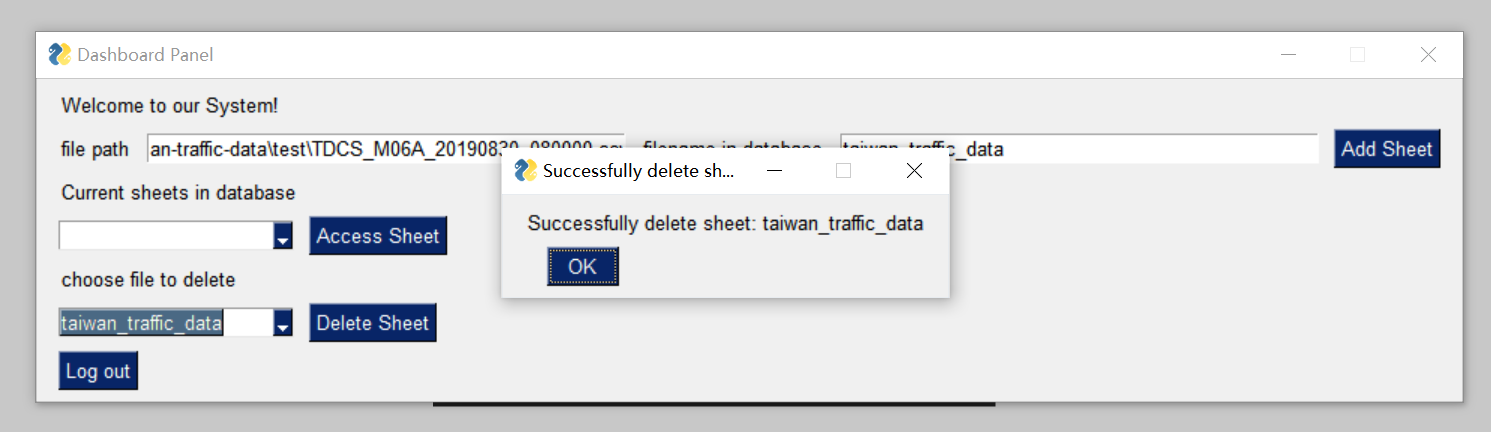 Dashboard Panel
Welcome to our System!
file path an-traffic-data\test\TDCS_M06A_20190830_080000.csv filename in database taiwan_traffic_data Add Sheet
Successfully delete sh...
Current sheets in database
Successfully delete sheet: taiwan_traffic_data
Access Sheet
OK
choose file to delete
taiwan_traffic_data Delete Sheet
Log out